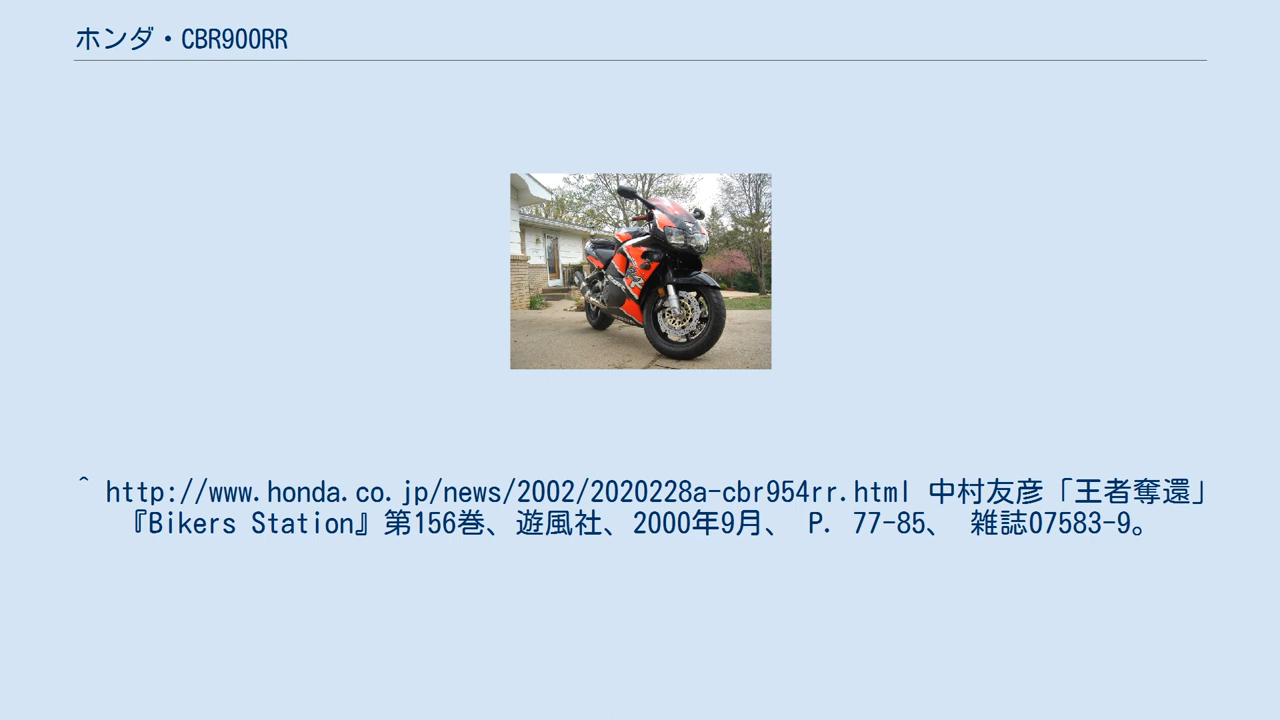 ホンダ・CBR900RR
^ http://www.honda.co.jp/news/2002/2020228a-cbr954rr.html 中村友彦「王者奪還」
『Bikers Station』第156巻、遊風社、2000年9月、 P. 77-85、 雑誌07583-9。